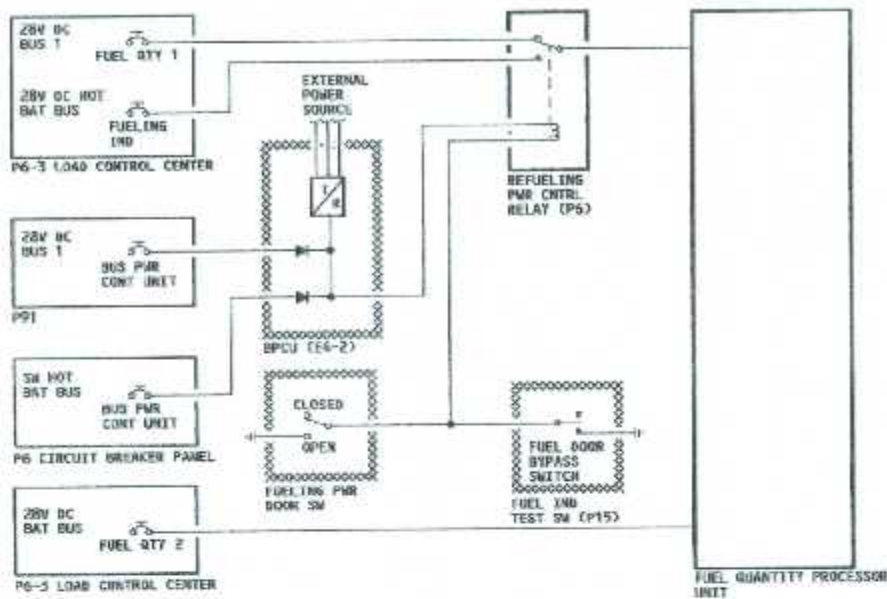 28V DC
BUS 1
FUEL QTY 1
28V DC HOT
BAT BUS
FUELING
IND
P6-3 LOAD CONTROL CENTER
28V DC
BUS 1
BUS PWR
CONT UNIT
P91
SW HOT
BAT BUS
BUS PWR
CONT UNIT
P6 CIRCUIT BREAKER PANEL
28V DC
BAT BUS
FUEL QTY 2
P6-5 LOAD CONTROL CENTER
EXTERNAL
POWER
SOURCE
T
R
BPCU (E6-2)
CLOSED
OPEN
FUELING PWR
DOOR SW
REFUELING
PWR CNTRL
RELAY (P6)
FUEL DOOR
BYPASS
SWITCH
FUEL IND
TEST SW (P15)
FUEL QUANTITY PROCESSOR
UNIT